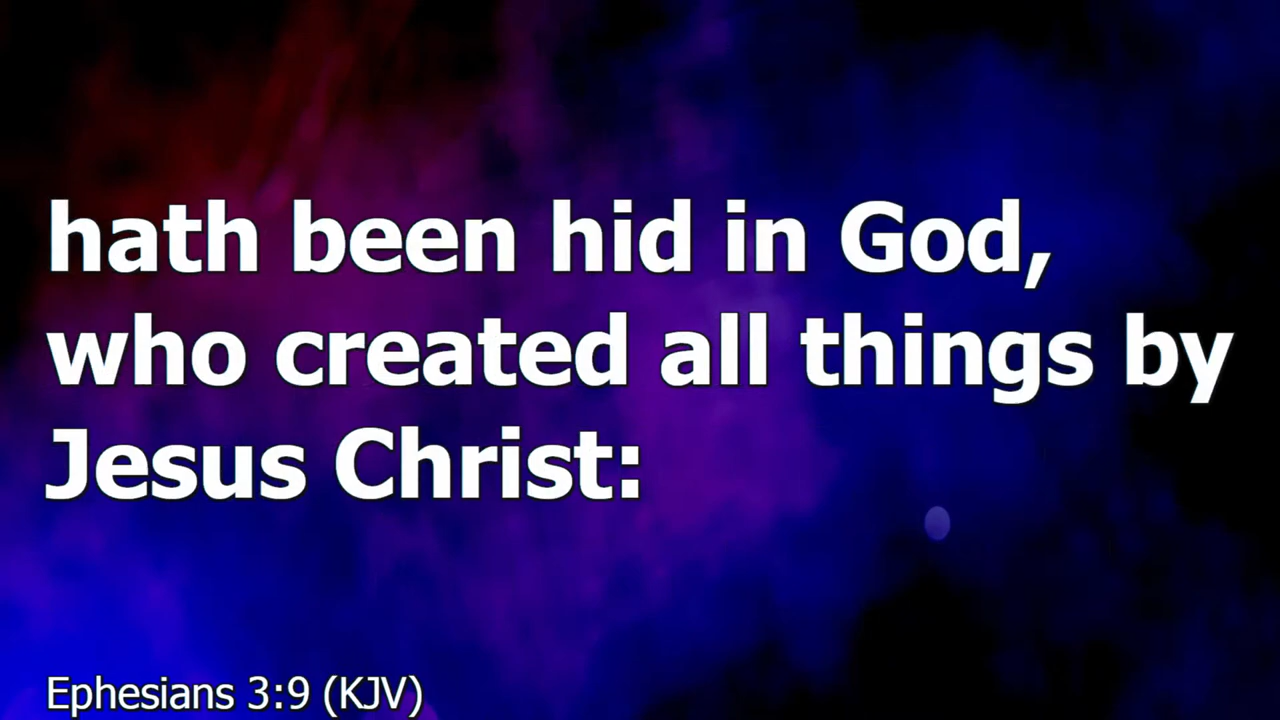 hath been hid in God,
who created all things by
Jesus Christ:
Ephesians 3:9 (KJV)